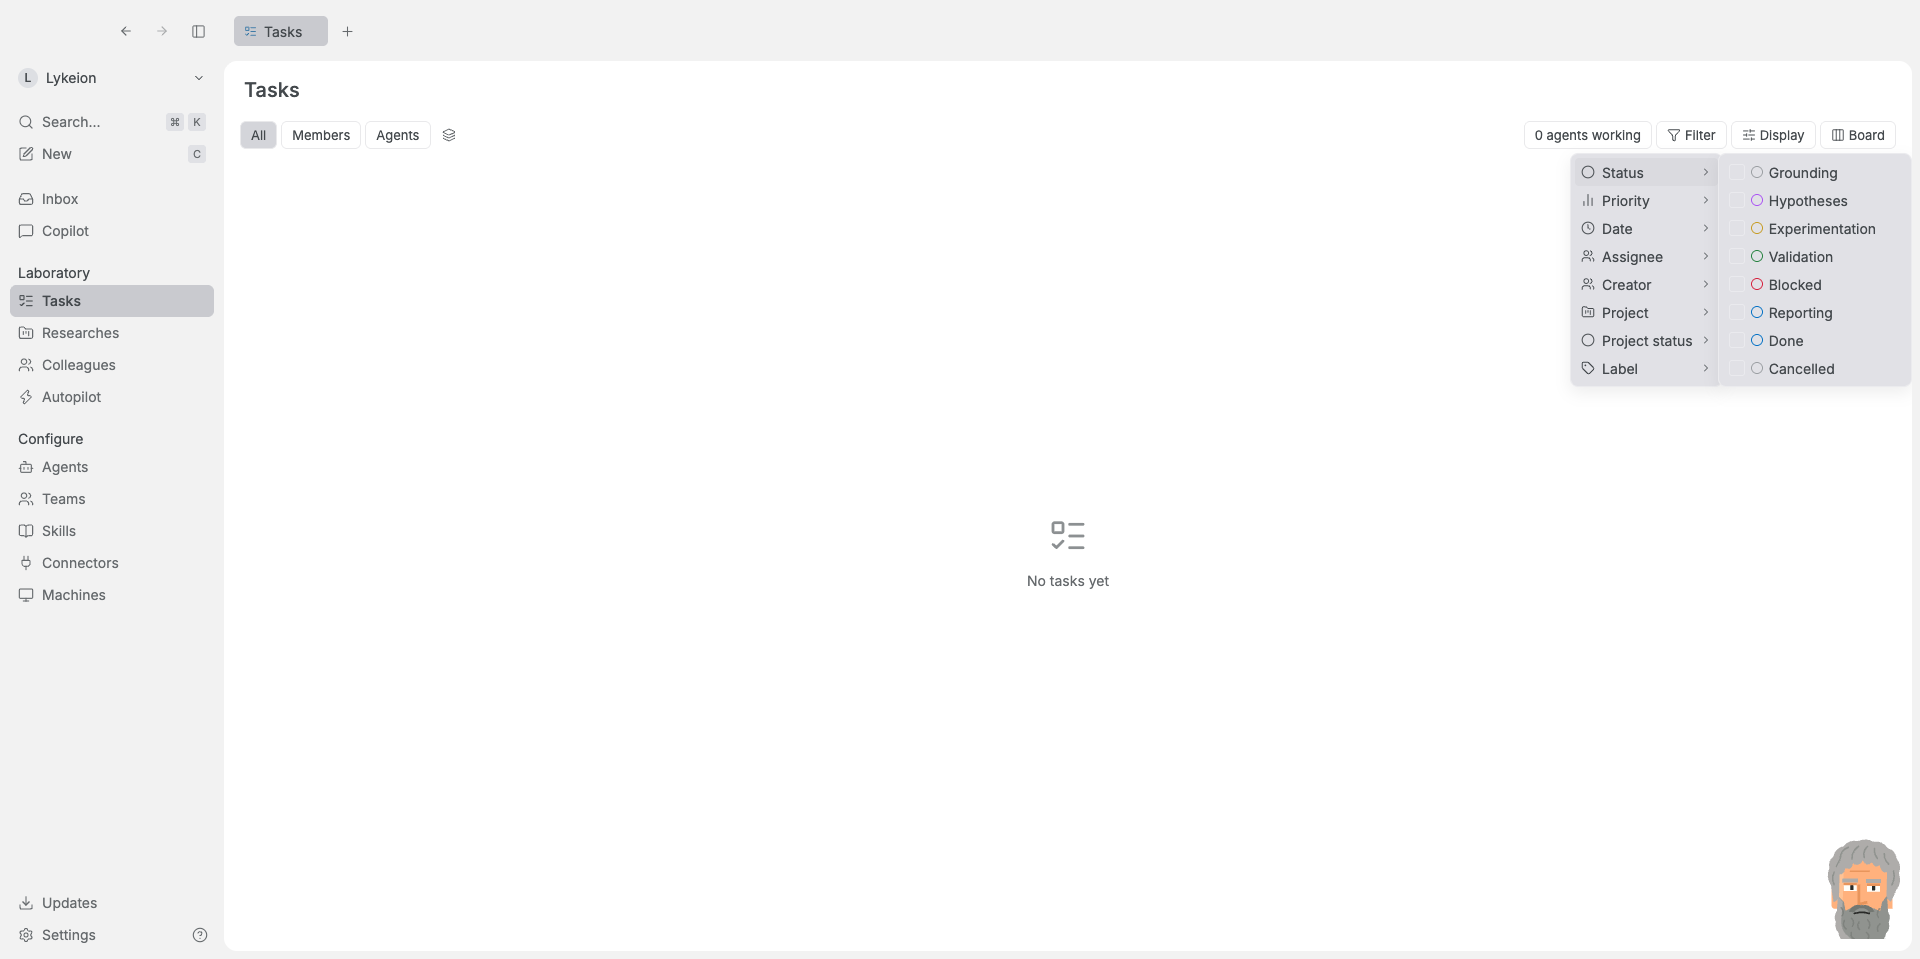 Tasks
L Lykeion
Search... ⌘ K
New C
Inbox
Copilot
Laboratory
Tasks
Researches
Colleagues
Autopilot
Configure
Agents
Teams
Skills
Connectors
Machines
Updates
Settings
Tasks
All Members Agents
0 agents working Filter Display Board
Status
Priority
Date
Assignee
Creator
Project
Project status
Label
Grounding
Hypotheses
Experimentation
Validation
Blocked
Reporting
Done
Cancelled
No tasks yet